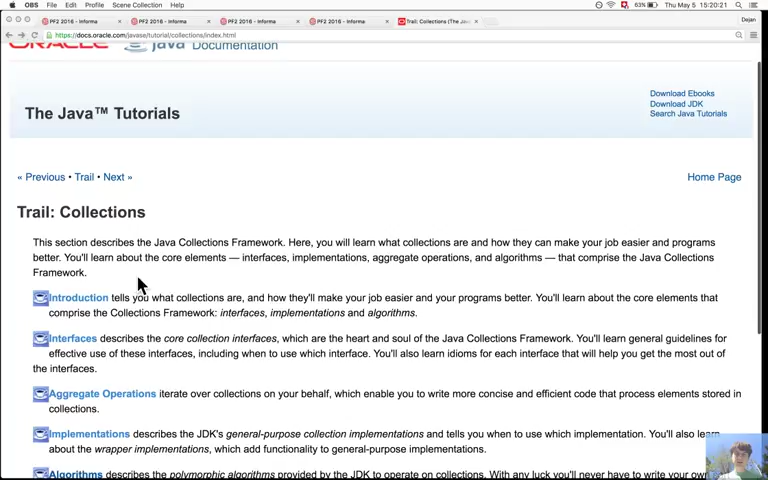 OBS File Edit Profile Scene Collection Help 63% Thu May 5 15:20:21
PF2 2016 - Informa PF2 2016 - Informa PF2 2016 - Informa PF2 2016 - Informa Trail: Collections (The Jav Dejan
https://docs.oracle.com/javase/tutorial/collections/index.html
ORACLE Java Documentation
Download Ebooks
The Java™ Tutorials
Download JDK
Search Java Tutorials
« Previous • Trail • Next » Home Page
Trail: Collections
This section describes the Java Collections Framework. Here, you will learn what collections are and how they can make your job easier and programs
better. You'll learn about the core elements — interfaces, implementations, aggregate operations, and algorithms — that comprise the Java Collections
Framework.
Introduction tells you what collections are, and how they'll make your job easier and your programs better. You'll learn about the core elements that
comprise the Collections Framework: interfaces, implementations and algorithms.
Interfaces describes the core collection interfaces, which are the heart and soul of the Java Collections Framework. You'll learn general guidelines for
effective use of these interfaces, including when to use which interface. You'll also learn idioms for each interface that will help you get the most out of
the interfaces.
Aggregate Operations iterate over collections on your behalf, which enable you to write more concise and efficient code that process elements stored in
collections.
Implementations describes the JDK's general-purpose collection implementations and tells you when to use which implementation. You'll also learn
about the wrapper implementations, which add functionality to general-purpose implementations.
Algorithms describes the polymorphic algorithms provided by the JDK to operate on collections. With any luck you'll never have to write your own